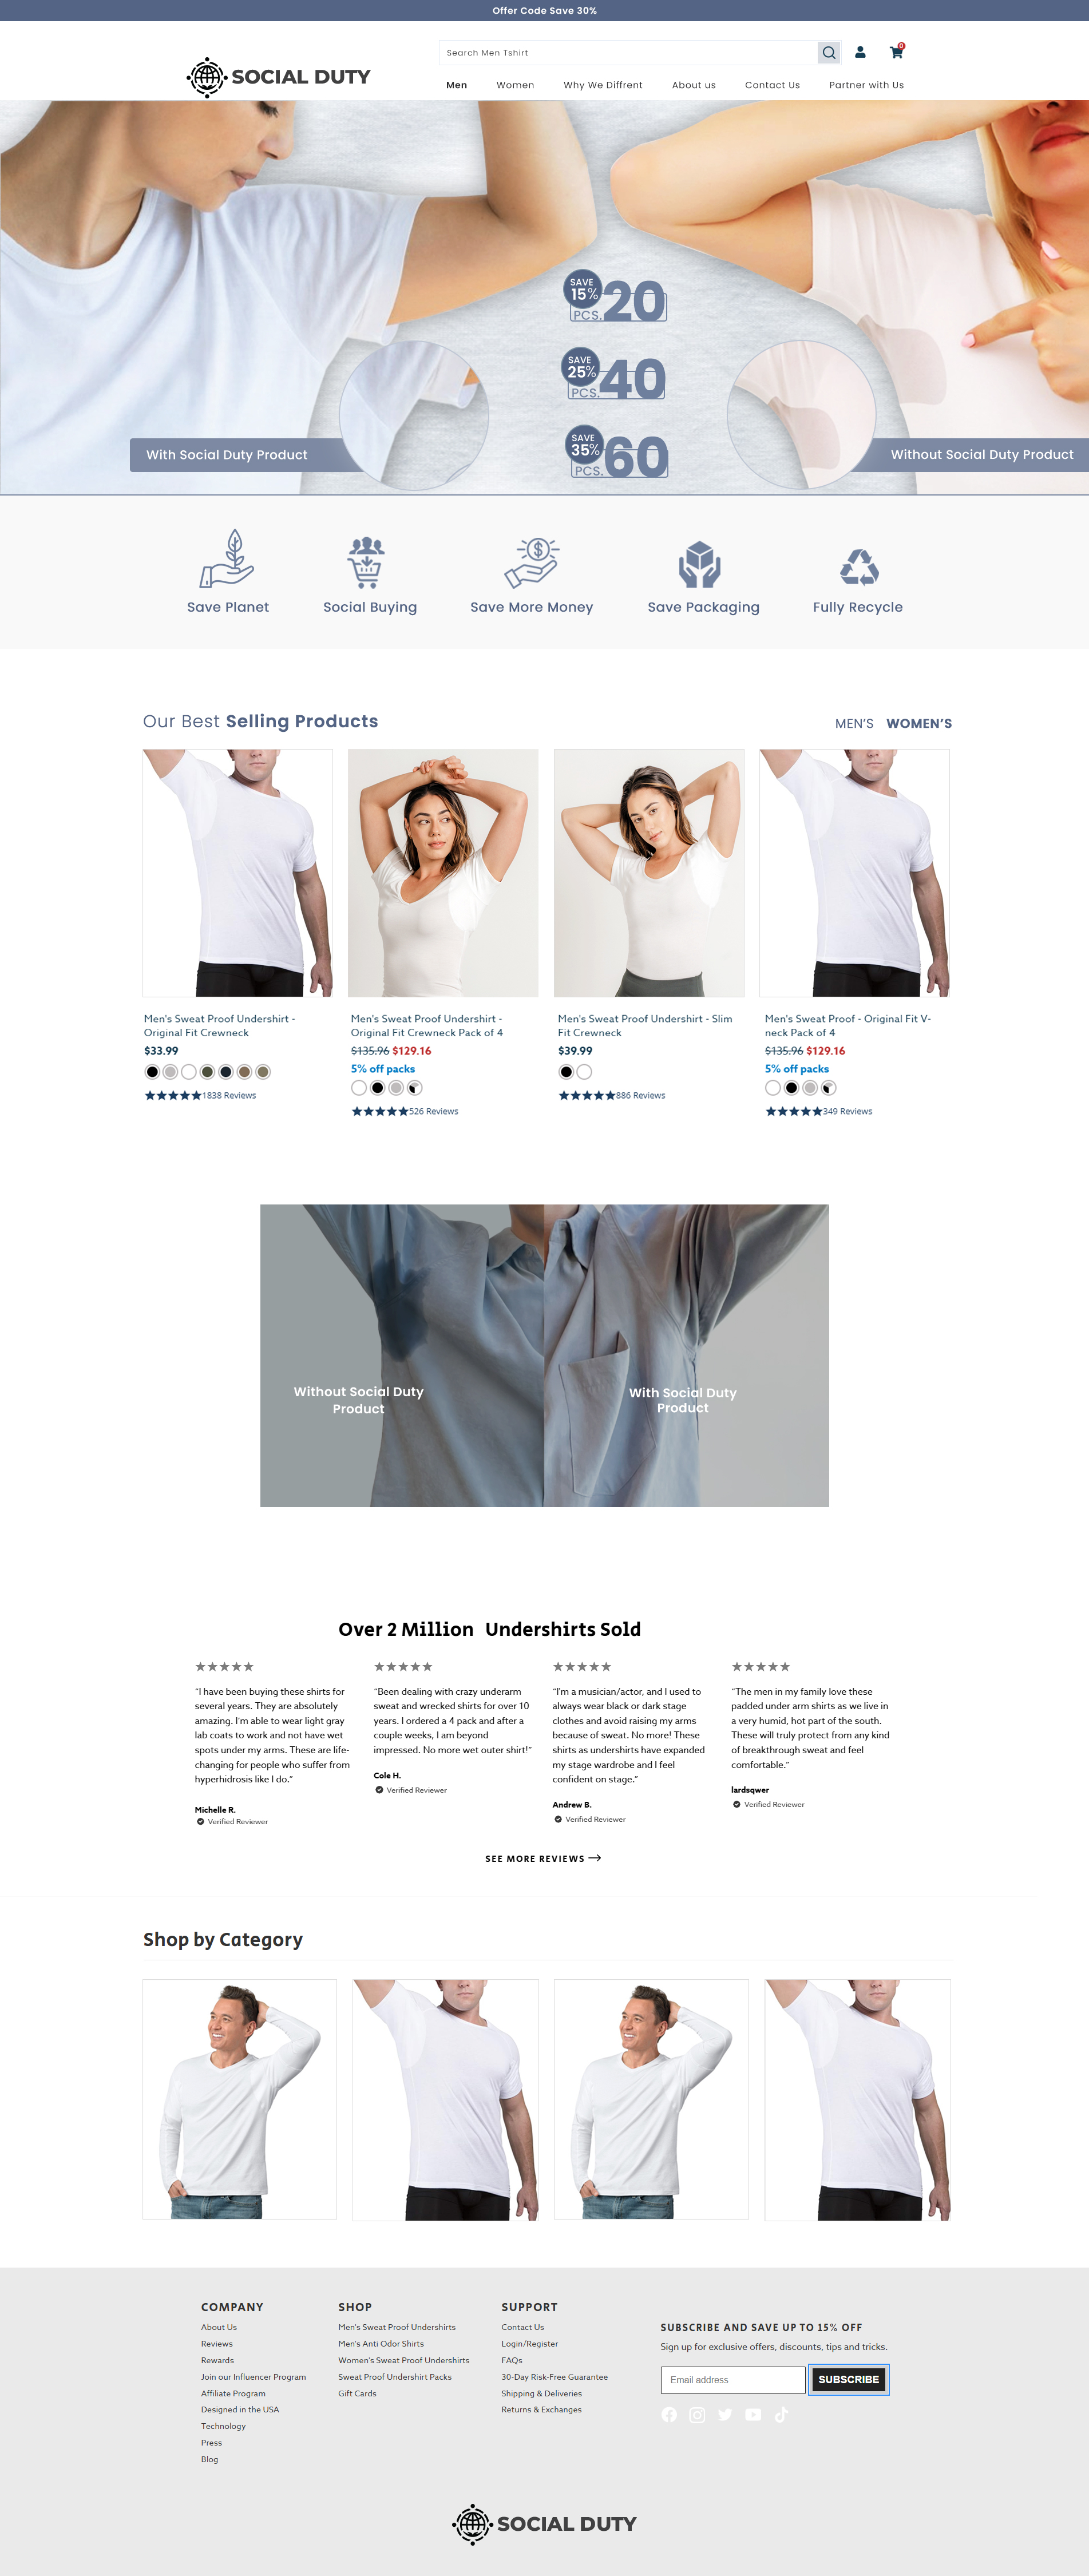 Offer Code Save 30%
Search Men Tshirt
0
SOCIAL DUTY
Men Women Why We Diffrent About us Contact Us Partner with Us
SAVE
15%
PCS. 20
SAVE
25%
PCS. 40
SAVE
35%
PCS. 60
With Social Duty Product
Without Social Duty Product
Save Planet
Social Buying
Save More Money
Save Packaging
Fully Recycle
Our Best Selling Products
MEN'S WOMEN'S
Men's Sweat Proof Undershirt -
Original Fit Crewneck
$33.99
1838 Reviews
Men's Sweat Proof Undershirt -
Original Fit Crewneck Pack of 4
$135.96 $129.16
5% off packs
526 Reviews
Men's Sweat Proof Undershirt - Slim
Fit Crewneck
$39.99
886 Reviews
Men's Sweat Proof - Original Fit V-
neck Pack of 4
$135.96 $129.16
5% off packs
349 Reviews
Without Social Duty
Product
With Social Duty
Product
Over 2 Million Undershirts Sold
“I have been buying these shirts for
several years. They are absolutely
amazing. I'm able to wear light gray
lab coats to work and not have wet
spots under my arms. These are life-
changing for people who suffer from
hyperhidrosis like I do.”
Michelle R.
Verified Reviewer
“Been dealing with crazy underarm
sweat and wrecked shirts for over 10
years. I ordered a 4 pack and after a
couple weeks, I am beyond
impressed. No more wet outer shirt!”
Cole H.
Verified Reviewer
“I'm a musician/actor, and I used to
always wear black or dark stage
clothes and avoid raising my arms
because of sweat. No more! These
shirts as undershirts have expanded
my stage wardrobe and I feel
confident on stage.”
Andrew B.
Verified Reviewer
“The men in my family love these
padded under arm shirts as we live in
a very humid, hot part of the south.
These will truly protect from any kind
of breakthrough sweat and feel
comfortable.”
lardsqwer
Verified Reviewer
SEE MORE REVIEWS
Shop by Category
COMPANY
About Us
Reviews
Rewards
Join our Influencer Program
Affiliate Program
Designed in the USA
Technology
Press
Blog
SHOP
Men's Sweat Proof Undershirts
Men's Anti Odor Shirts
Women's Sweat Proof Undershirts
Sweat Proof Undershirt Packs
Gift Cards
SUPPORT
Contact Us
Login/Register
FAQs
30-Day Risk-Free Guarantee
Shipping & Deliveries
Returns & Exchanges
SUBSCRIBE AND SAVE UP TO 15% OFF
Sign up for exclusive offers, discounts, tips and tricks.
Email address
SUBSCRIBE
SOCIAL DUTY